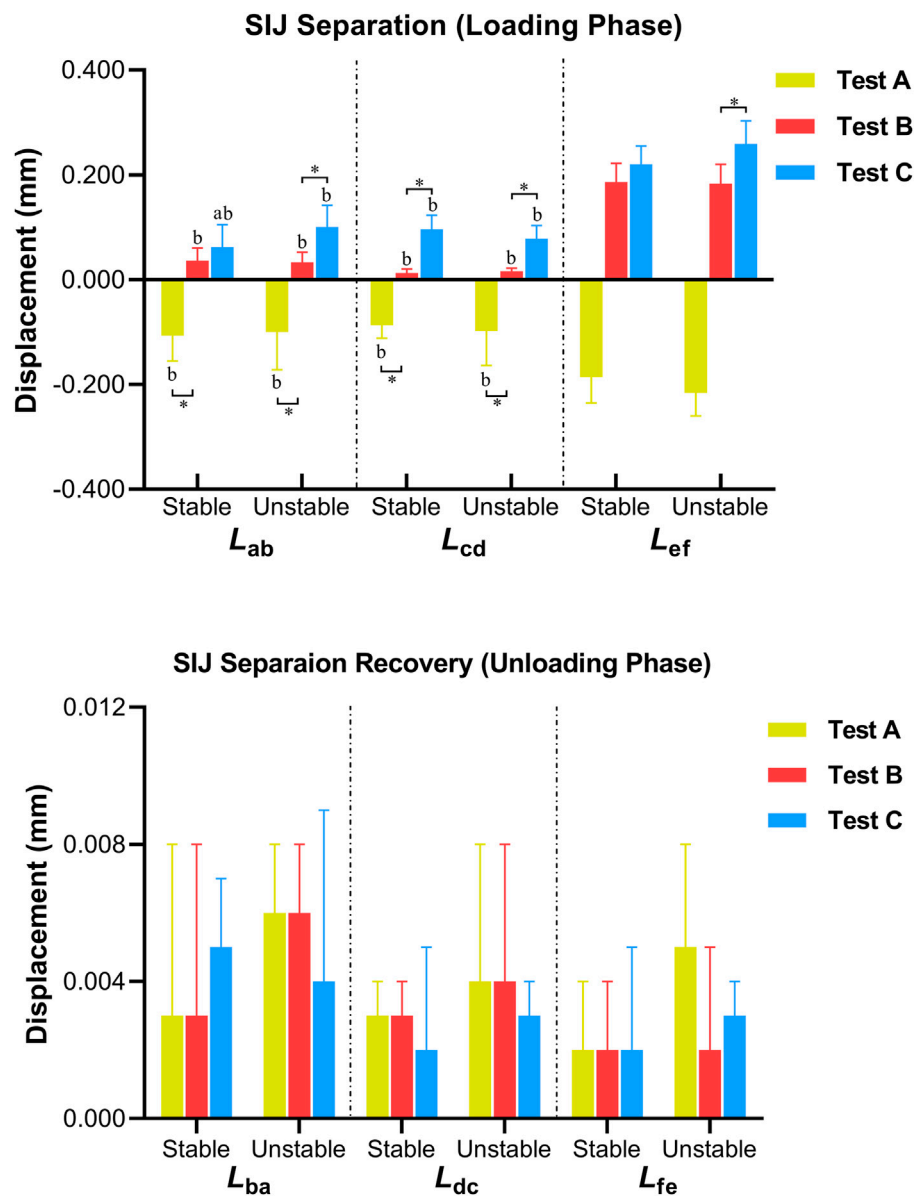 SIJ Separation (Loading Phase)
Displacement (mm)
0.400
0.200
0.000
-0.200
-0.400
Test A
Test B
Test C
b ab * b b
b * b b
b * b b
*
b *
b *
b *
b *
Stable Unstable Stable Unstable Stable Unstable
Lab Lcd Lef
SIJ Separaion Recovery (Unloading Phase)
Displacement (mm)
0.012
0.008
0.004
0.000
Test A
Test B
Test C
Stable Unstable Stable Unstable Stable Unstable
Lba Ldc Lfe